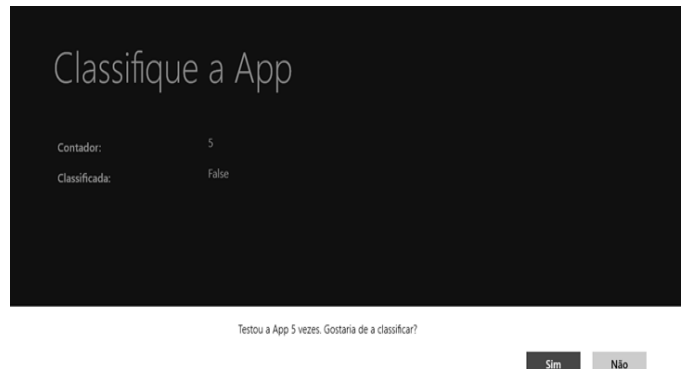 Classifique a App
Contador: 5
Classificada: False
Testou a App 5 vezes. Gostaria de a classificar?
Sim Não